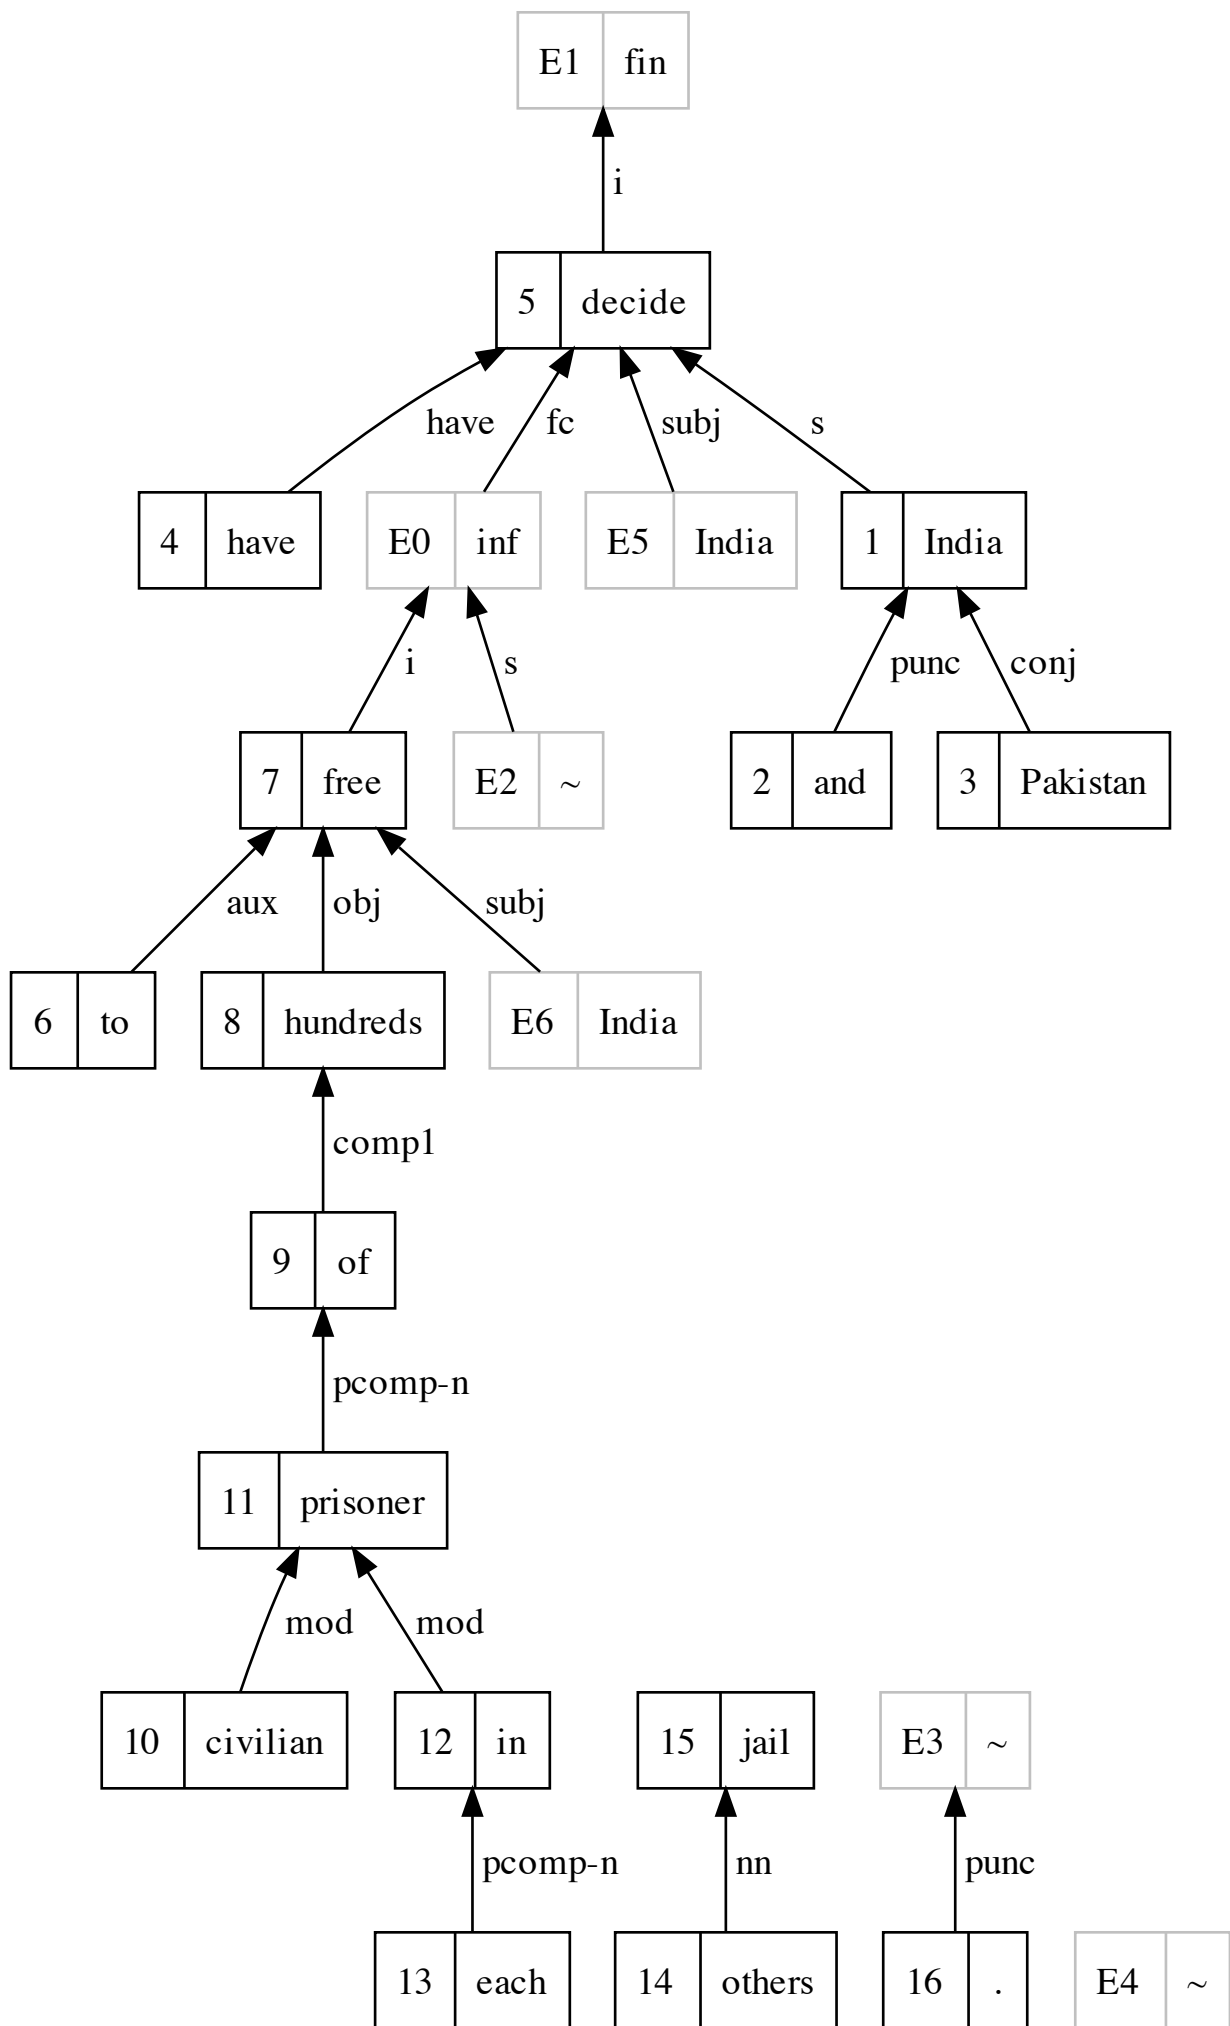 E1 fin
i
5 decide
have fc subj s
4 have E0 inf E5 India 1 India
i s punc conj
7 free E2 ~ 2 and 3 Pakistan
aux obj subj
6 to 8 hundreds E6 India
comp1
9 of
pcomp-n
11 prisoner
mod mod
10 civilian 12 in 15 jail E3 ~
pcomp-n nn punc
13 each 14 others 16 . E4 ~